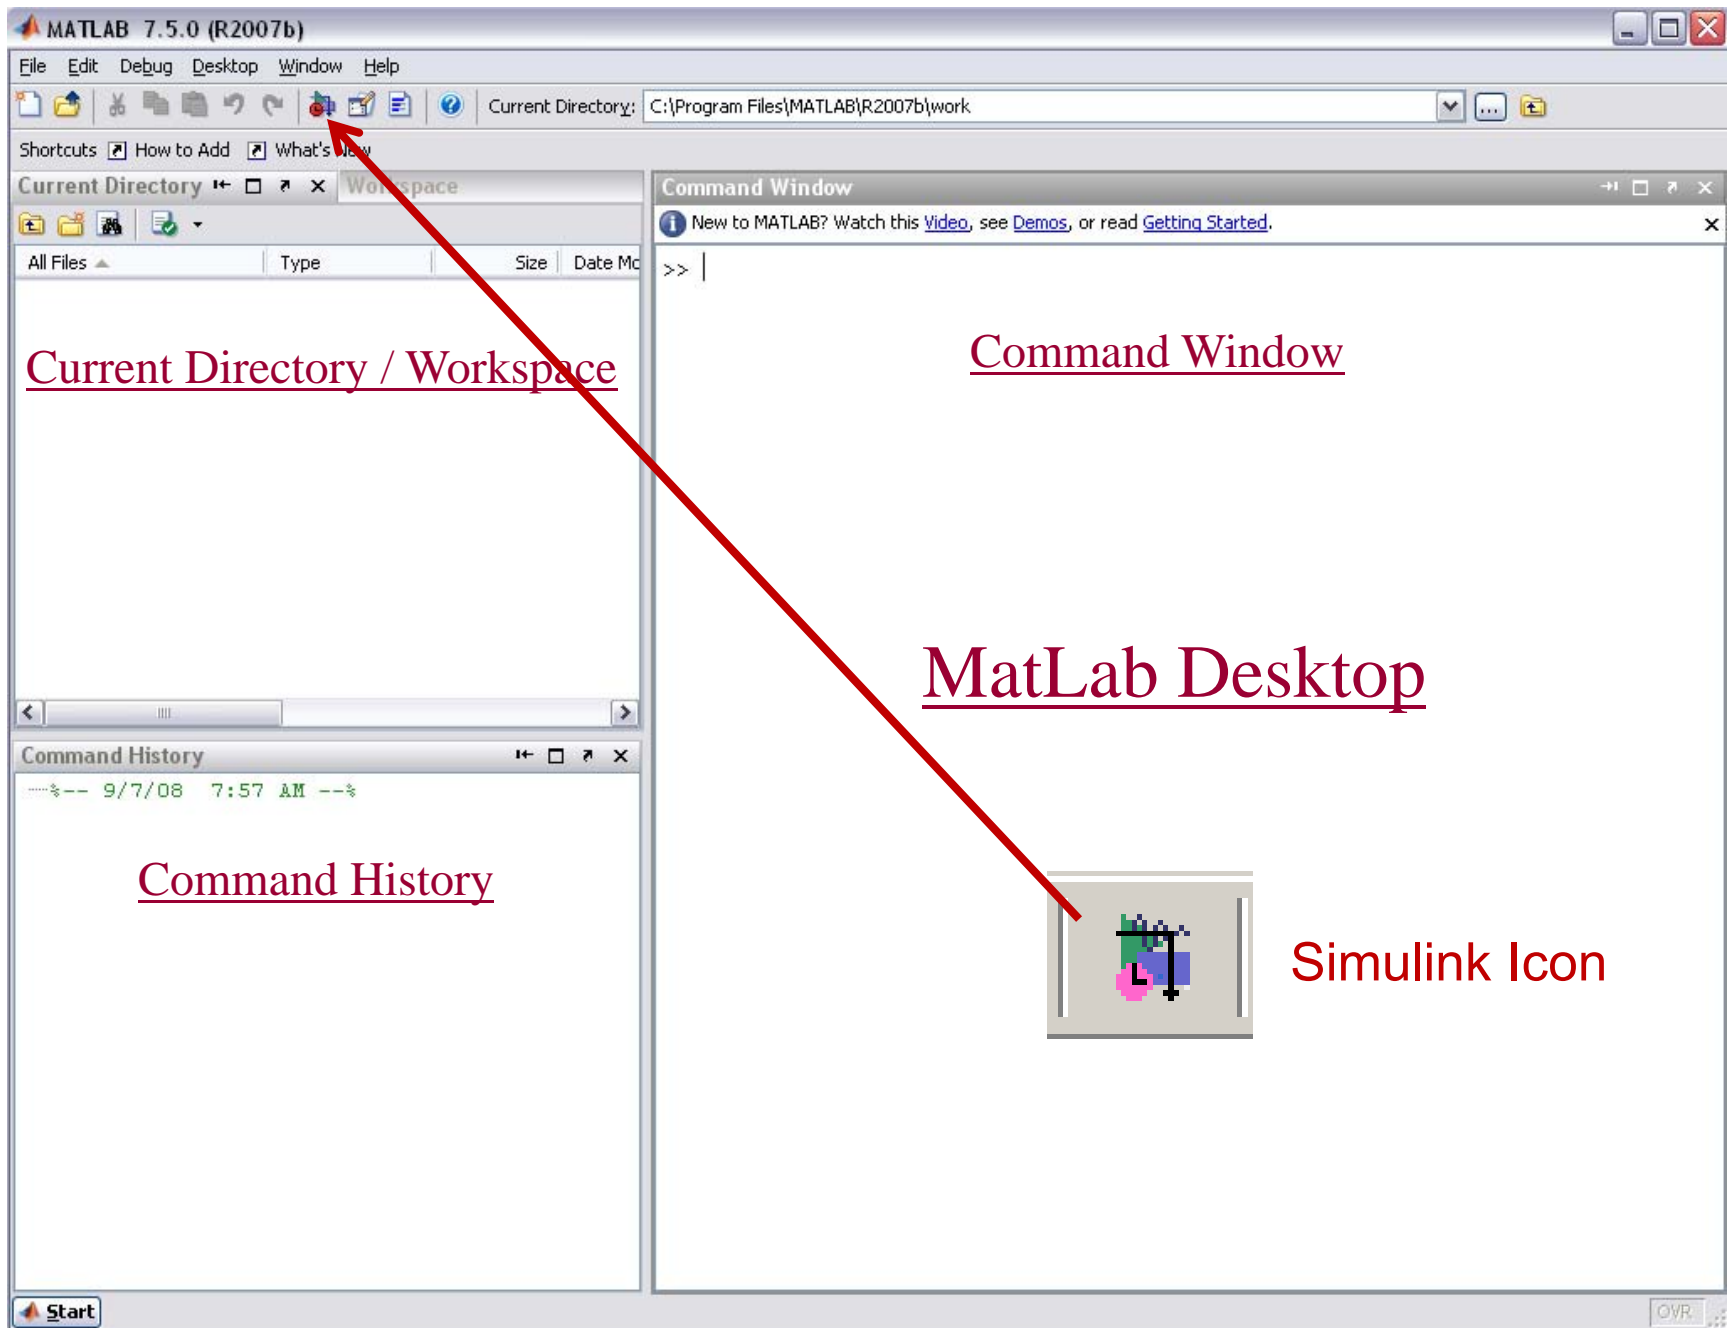 MATLAB 7.5.0 (R2007b)
File Edit Debug Desktop Window Help
Current Directory: C:\Program Files\MATLAB\R2007b\work
Shortcuts How to Add What's New
Current Directory Workspace
All Files Type Size Date Mo
Current Directory / Workspace
Command History
%-- 9/7/08 7:57 AM --%
Command History
Command Window
New to MATLAB? Watch this Video, see Demos, or read Getting Started.
>>
Command Window
MatLab Desktop
Simulink Icon
Start
OVR